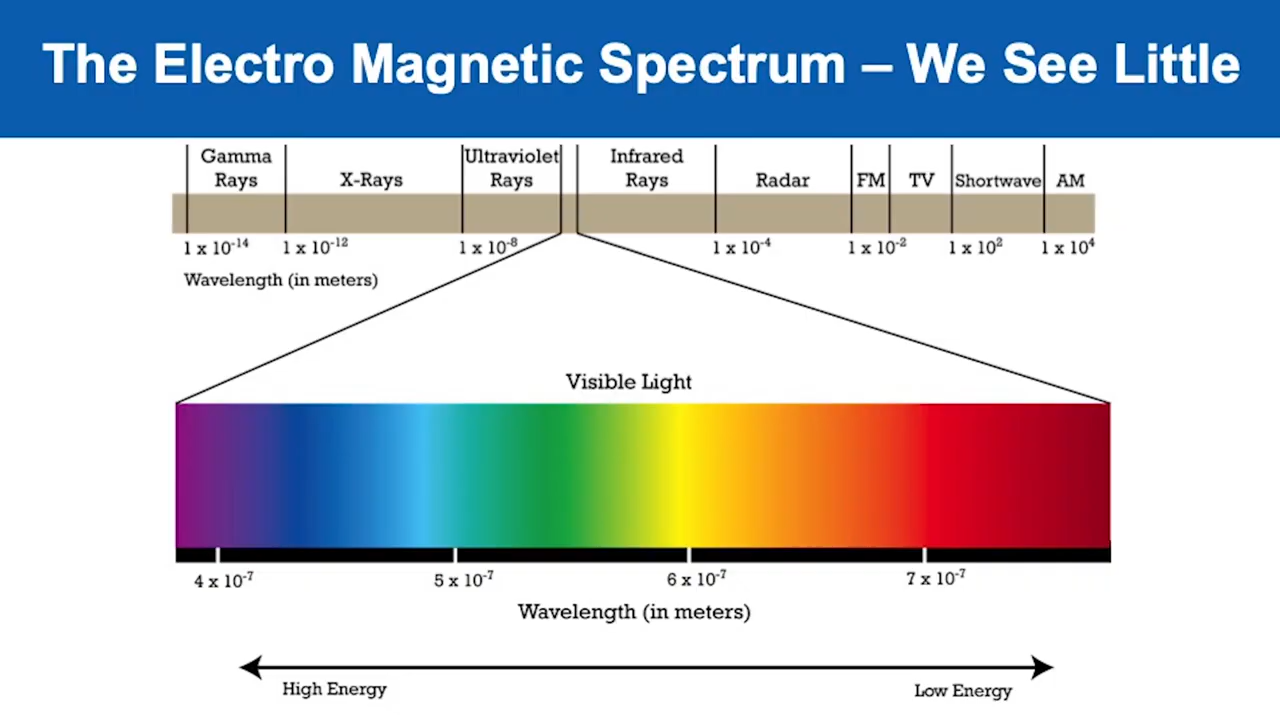 The Electro Magnetic Spectrum – We See Little
Gamma Rays
X-Rays
Ultraviolet Rays
Infrared Rays
Radar
FM
TV
Shortwave
AM
1 x 10⁻¹⁴
1 x 10⁻¹²
1 x 10⁻⁸
1 x 10⁻⁴
1 x 10⁻²
1 x 10²
1 x 10⁴
Wavelength (in meters)
Visible Light
4 x 10⁻⁷
5 x 10⁻⁷
6 x 10⁻⁷
7 x 10⁻⁷
Wavelength (in meters)
High Energy
Low Energy